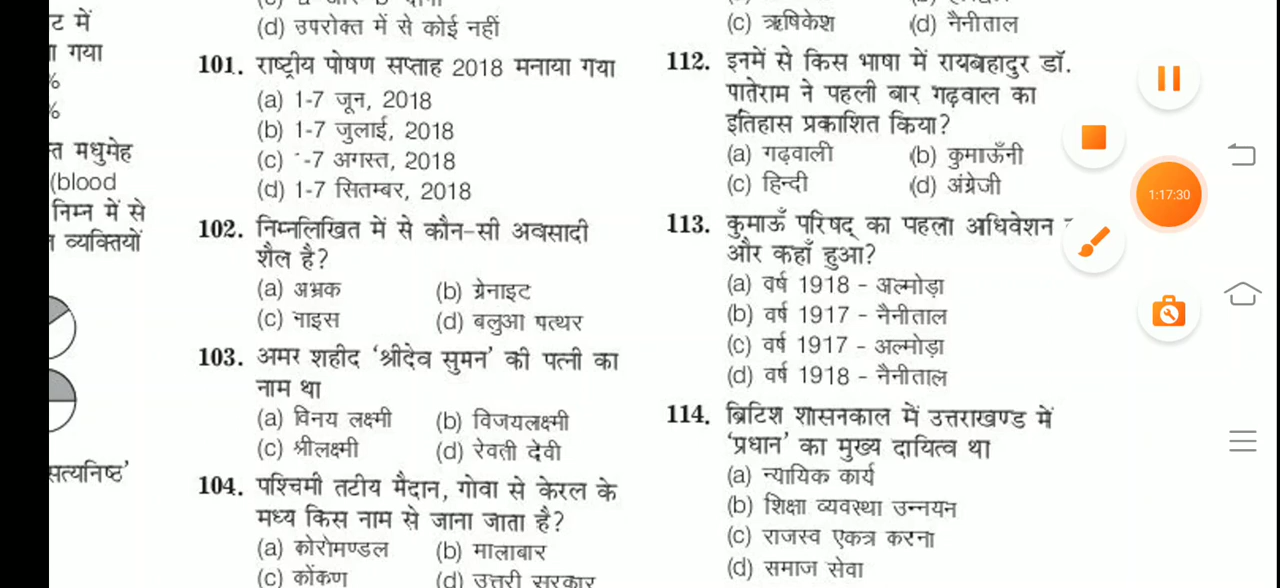 ट में
ा गया
%
%
त मधुमेह
(blood
निम्न में से
त व्यक्तियों
सत्यनिष्ठ'
(d) उपरोक्त में से कोई नहीं
101. राष्ट्रीय पोषण सप्ताह 2018 मनाया गया
(a) 1-7 जून, 2018
(b) 1-7 जुलाई, 2018
(c) -7 अगस्त, 2018
(d) 1-7 सितम्बर, 2018
102. निम्नलिखित में से कौन-सी अवसादी
शैल है?
(a) अभ्रक (b) ग्रेनाइट
(c) नाइस (d) बलुआ पत्थर
103. अमर शहीद 'श्रीदेव सुमन' की पत्नी का
नाम था
(a) विनय लक्ष्मी (b) विजयलक्ष्मी
(c) श्रीलक्ष्मी (d) रेवती देवी
104. पश्चिमी तटीय मैदान, गोवा से केरल के
मध्य किस नाम से जाना जाता है?
(a) कोरोमण्डल (b) मालाबार
(c) कोंकण (d) उत्तरी सरकार
(c) ऋषिकेश (d) नैनीताल
112. इनमें से किस भाषा में रायबहादुर डॉ.
पातेराम ने पहली बार गढ़वाल का
इतिहास प्रकाशित किया?
(a) गढ़वाली (b) कुमाऊँनी
(c) हिन्दी (d) अंग्रेजी
113. कुमाऊँ परिषद् का पहला अधिवेशन
और कहाँ हुआ?
(a) वर्ष 1918 - अल्मोड़ा
(b) वर्ष 1917 - नैनीताल
(c) वर्ष 1917 - अल्मोड़ा
(d) वर्ष 1918 - नैनीताल
114. ब्रिटिश शासनकाल में उत्तराखण्ड में
'प्रधान' का मुख्य दायित्व था
(a) न्यायिक कार्य
(b) शिक्षा व्यवस्था उन्नयन
(c) राजस्व एकत्र करना
(d) समाज सेवा
1:17:30